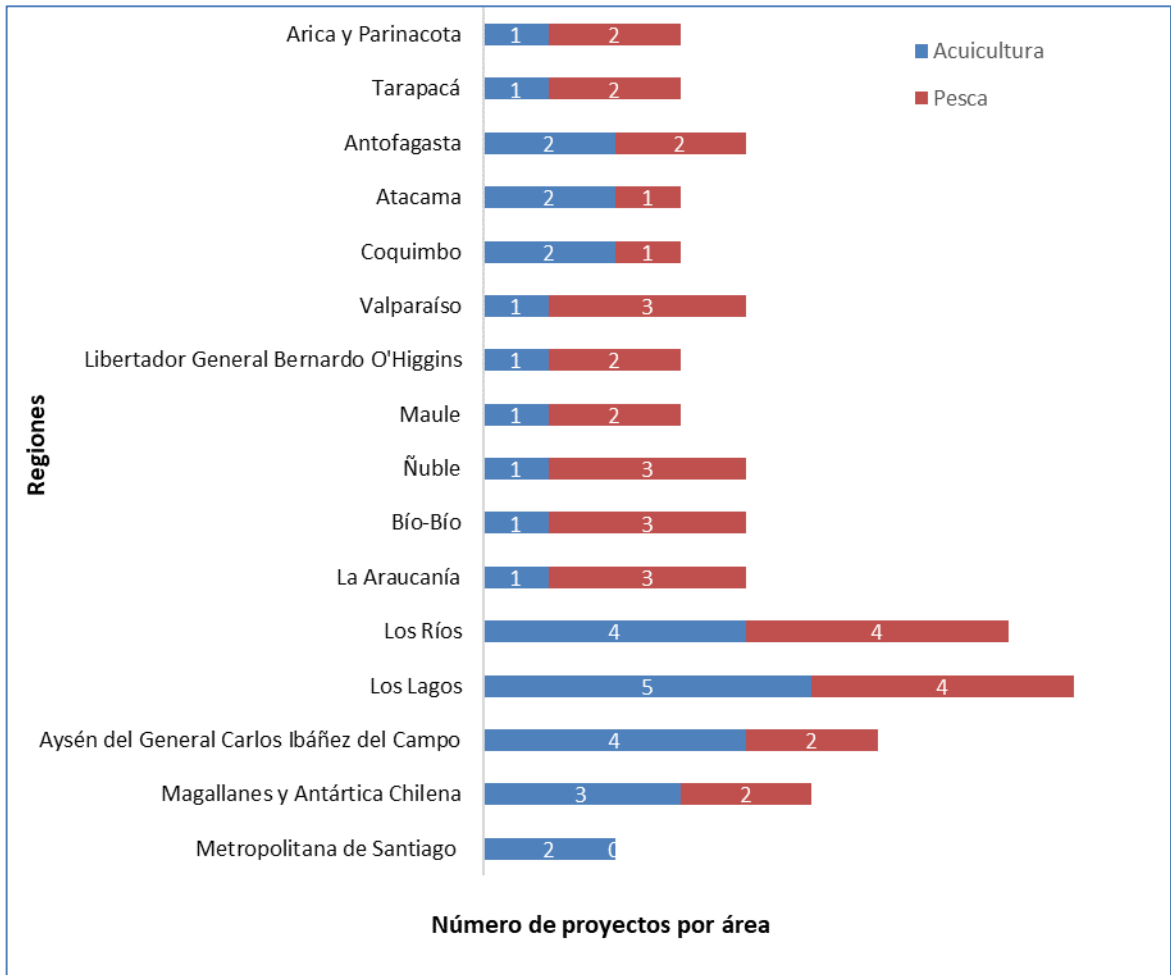 Arica y Parinacota 1 2
Acuicultura
Tarapacá 1 2
Pesca
Antofagasta 2 2
Atacama 2 1
Coquimbo 2 1
Valparaíso 1 3
Libertador General Bernardo O'Higgins 1 2
Maule 1 2
Ñuble 1 3
Bío-Bío 1 3
La Araucanía 1 3
Los Ríos 4 4
Los Lagos 5 4
Aysén del General Carlos Ibáñez del Campo 4 2
Magallanes y Antártica Chilena 3 2
Metropolitana de Santiago 2 0
Regiones
Número de proyectos por área